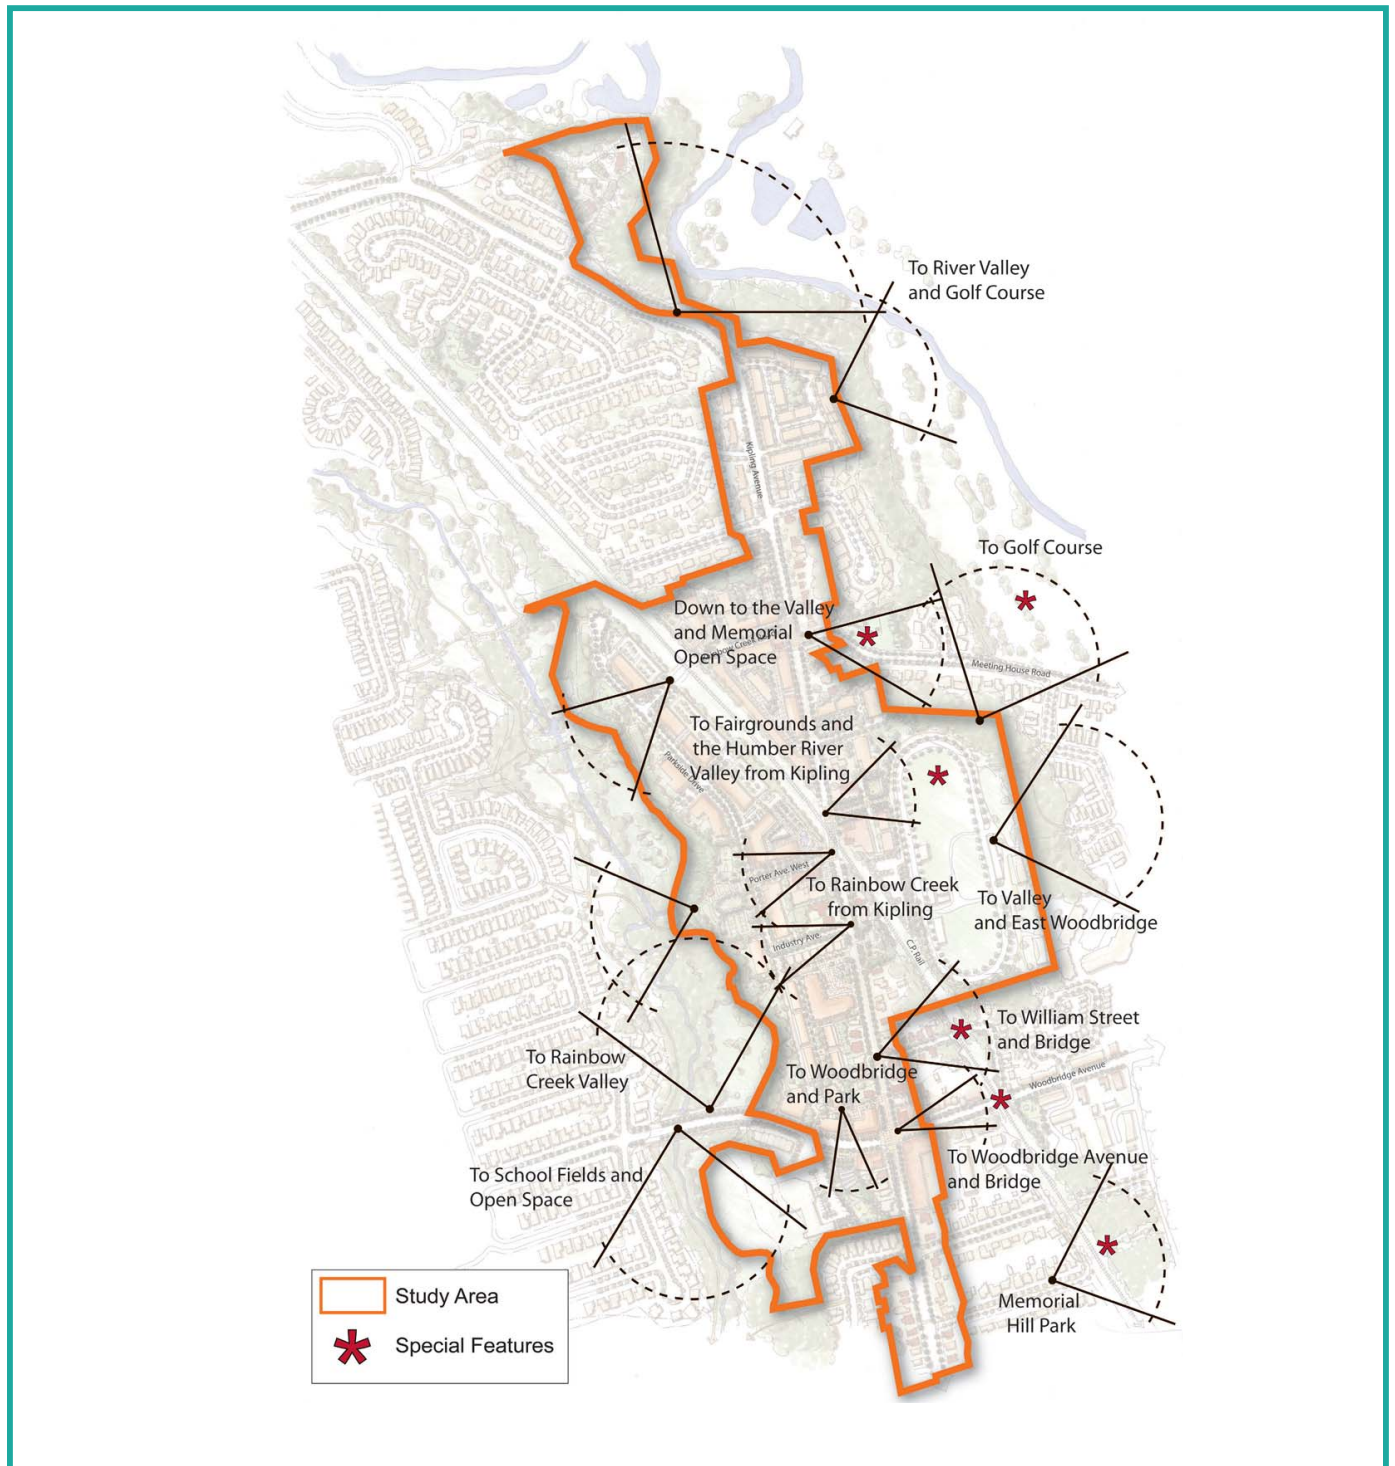 To River Valley
and Golf Course
Kipling Avenue
To Golf Course
Down to the Valley
and Memorial
Open Space
Meeting House Road
To Fairgrounds and
the Humber River
Valley from Kipling
Parkside Drive
Porter Ave. West
To Rainbow Creek
from Kipling
To Valley
and East Woodbridge
Industry Ave.
C.P. Rail
To William Street
and Bridge
To Rainbow
Creek Valley
To Woodbridge
and Park
Woodbridge Avenue
To Woodbridge Avenue
and Bridge
To School Fields and
Open Space
Memorial
Hill Park
Study Area
Special Features